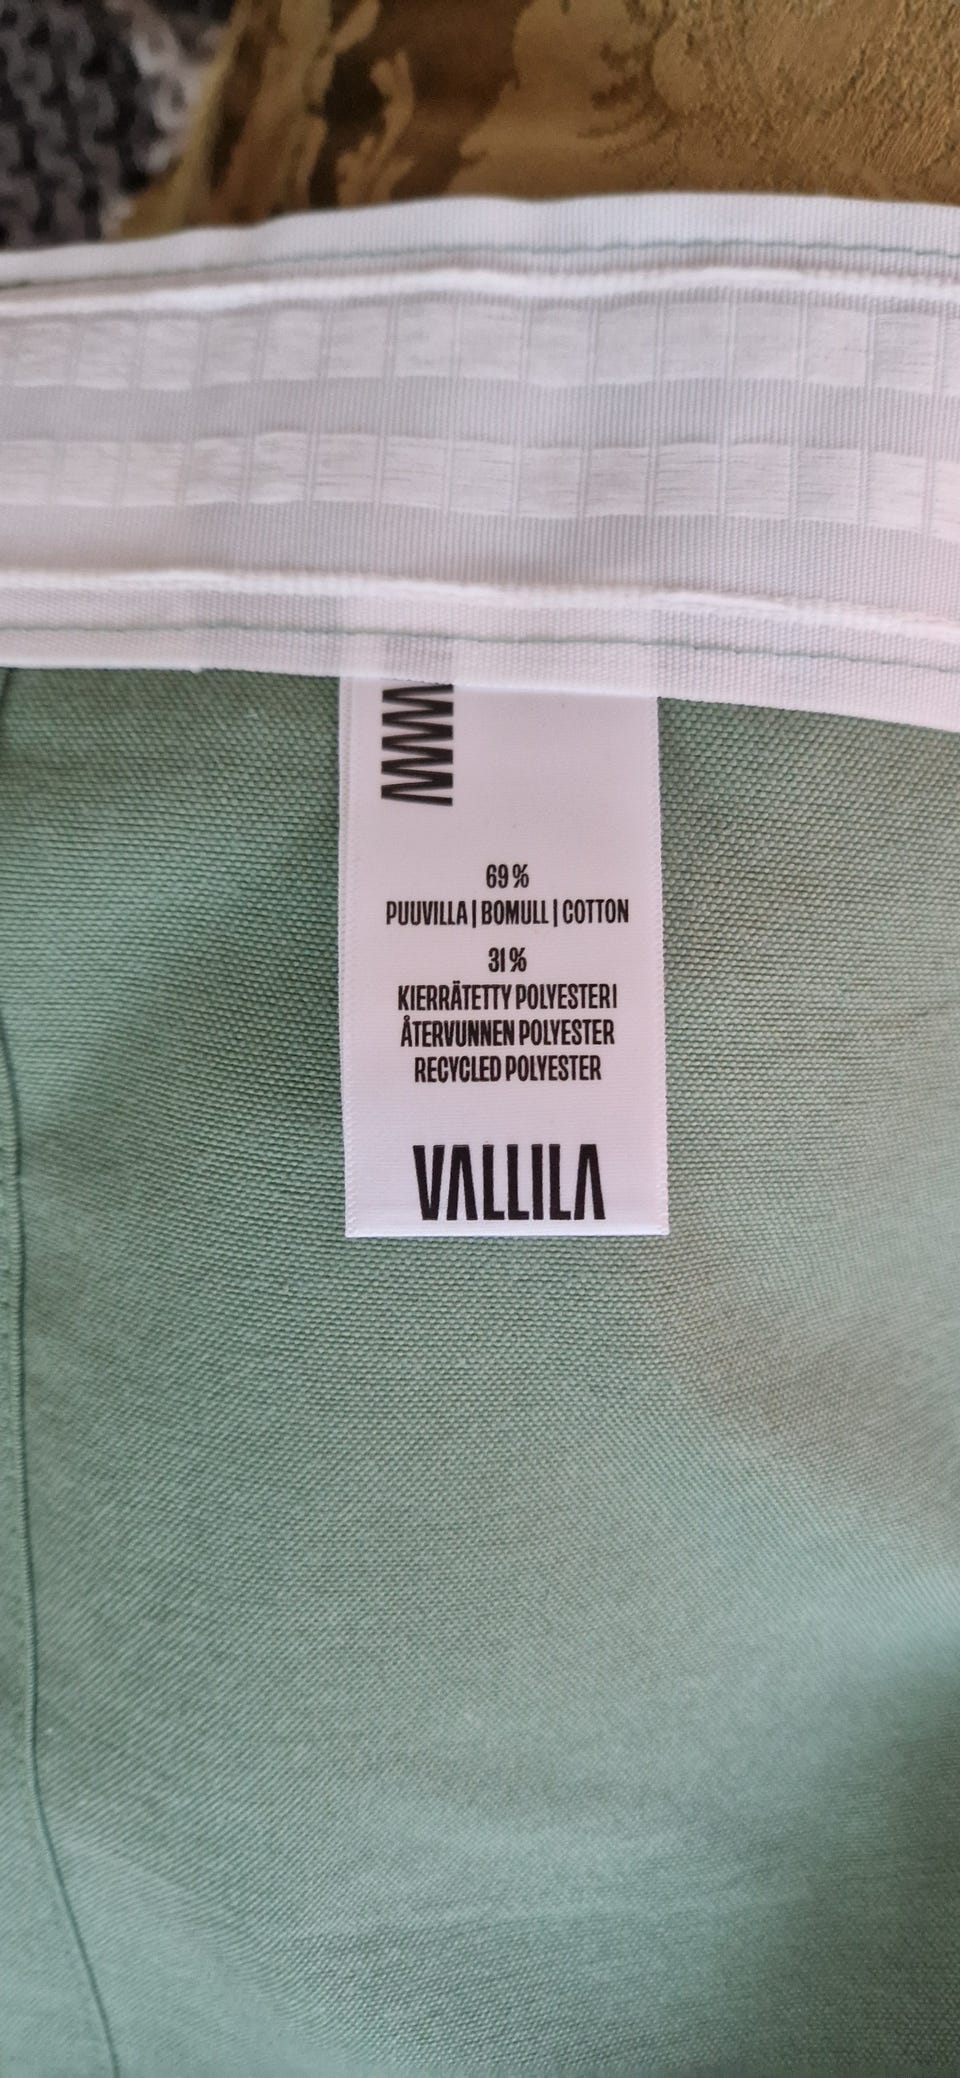 69%
PUUVILLA | BOMULL | COTTON
31%
KIERRÄTETTY POLYESTERI
ÅTERVUNNEN POLYESTER
RECYCLED POLYESTER
VALLILA